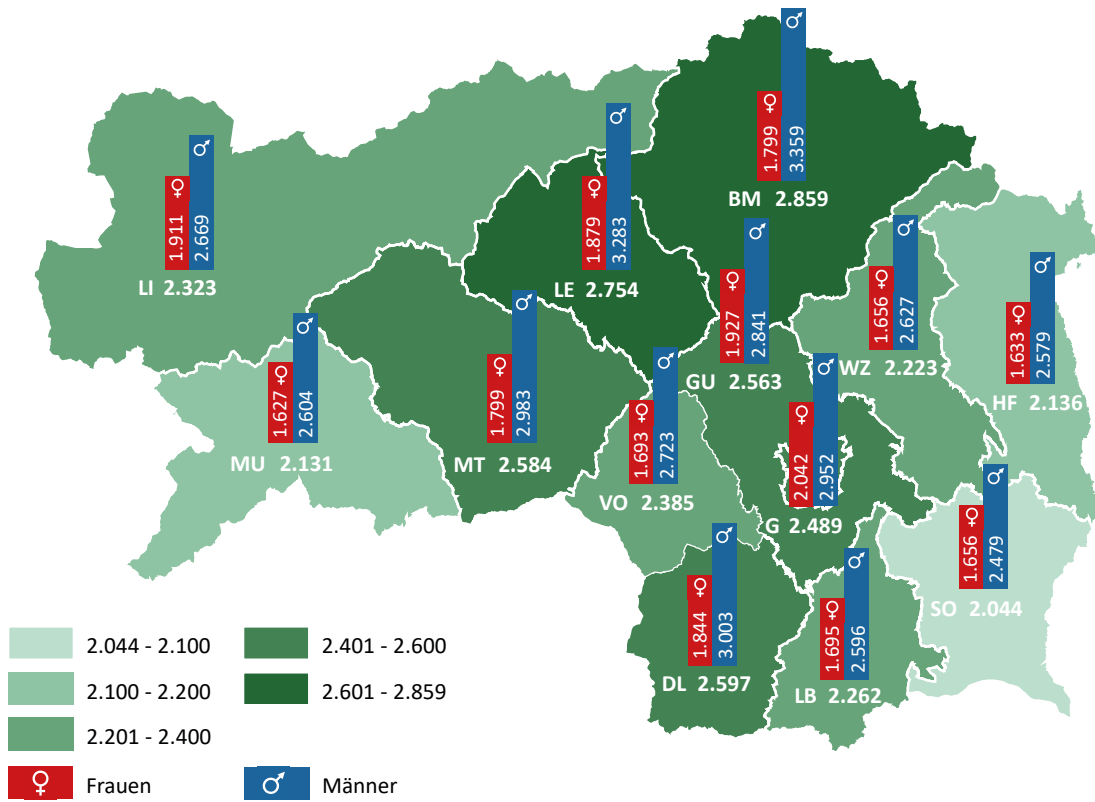 ♂
♀
1.799
3.359
BM 2.859
♂
♀
1.911
2.669
LI 2.323
♂
♀
1.879
3.283
LE 2.754
♂
♀
1.927
2.841
GU 2.563
♂
♀
1.656
2.627
WZ 2.223
♂
♀
1.633
2.579
HF 2.136
♂
♀
1.627
2.604
MU 2.131
♂
♀
1.799
2.983
MT 2.584
♂
♀
1.693
2.723
VO 2.385
♂
♀
2.042
2.952
G 2.489
♂
♀
1.656
2.479
SO 2.044
♂
♀
1.844
3.003
DL 2.597
♂
♀
1.695
2.596
LB 2.262
2.044 - 2.100
2.100 - 2.200
2.201 - 2.400
2.401 - 2.600
2.601 - 2.859
♀ Frauen
♂ Männer